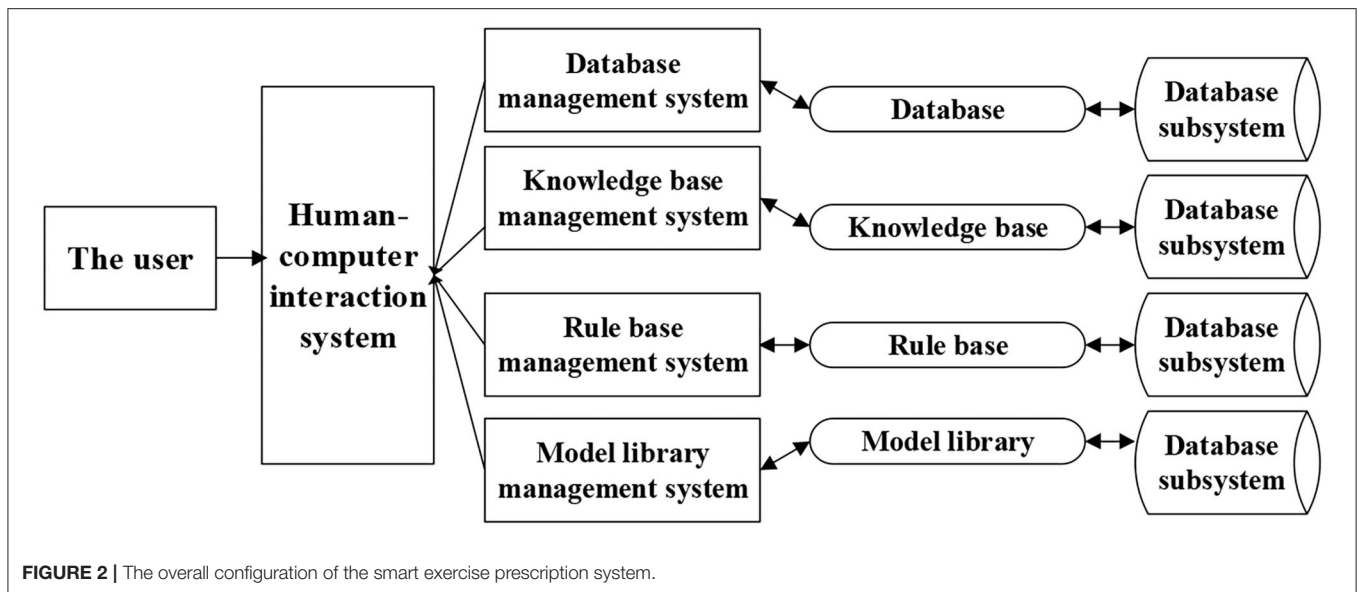 The user
Human-
computer
interaction
system
Database
management system
Knowledge base
management system
Rule base
management system
Model library
management system
Database
Knowledge base
Rule base
Model library
Database
subsystem
Database
subsystem
Database
subsystem
Database
subsystem
FIGURE 2 | The overall configuration of the smart exercise prescription system.